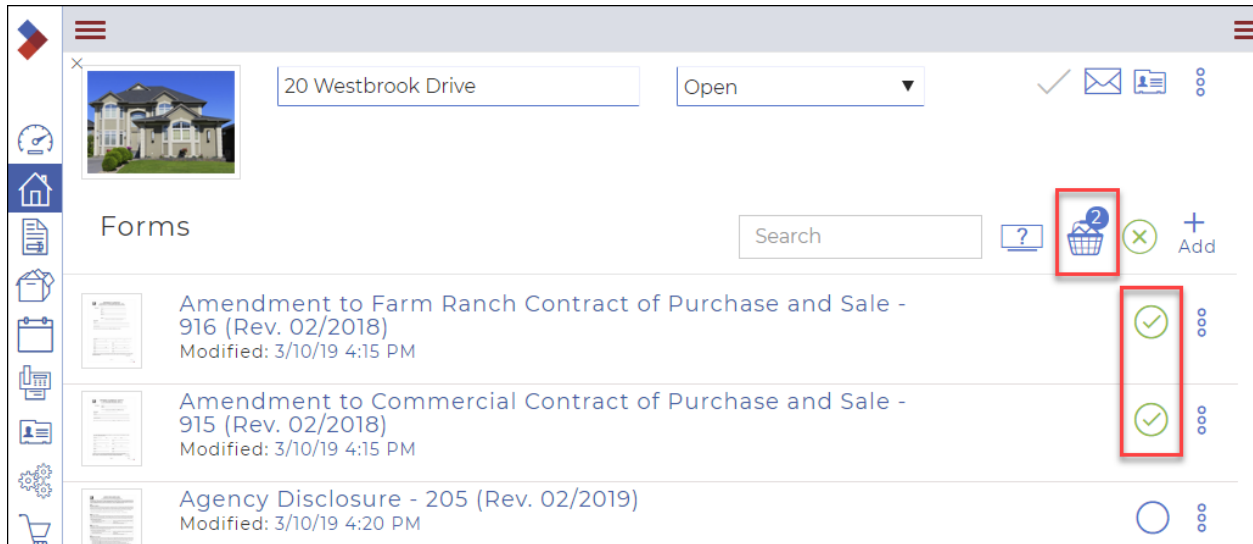 20 Westbrook Drive
Open
Forms
Search
?
2
Add
Amendment to Farm Ranch Contract of Purchase and Sale -
916 (Rev. 02/2018)
Modified: 3/10/19 4:15 PM
Amendment to Commercial Contract of Purchase and Sale -
915 (Rev. 02/2018)
Modified: 3/10/19 4:15 PM
Agency Disclosure - 205 (Rev. 02/2019)
Modified: 3/10/19 4:20 PM